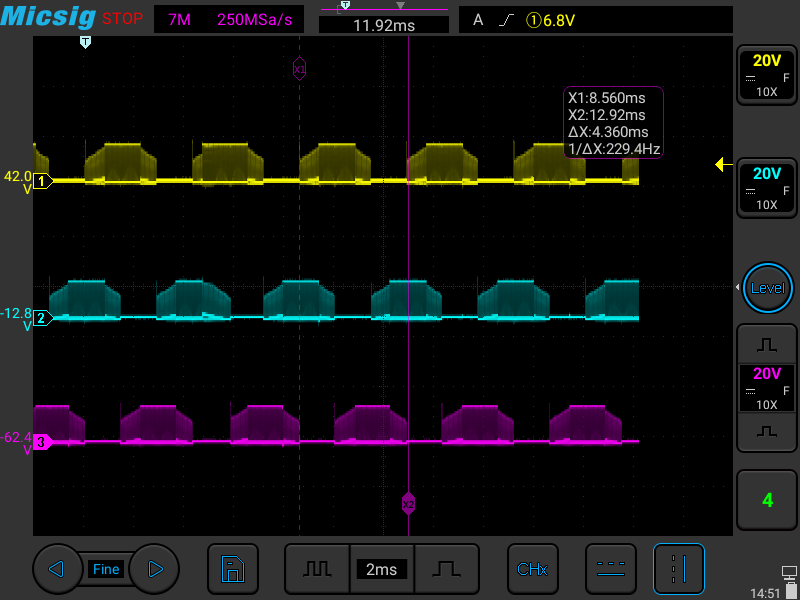 Micsig STOP 7M 250MSa/s T 11.92ms A ①6.8V
T
X1
20V
F
10X
X1:8.560ms
X2:12.92ms
ΔX:4.360ms
1/ΔX:229.4Hz
42.0
V
1
20V
F
10X
Level
-12.8
V
2
20V
F
10X
-62.4
V
3
X2
4
Fine 2ms CHx
14:51